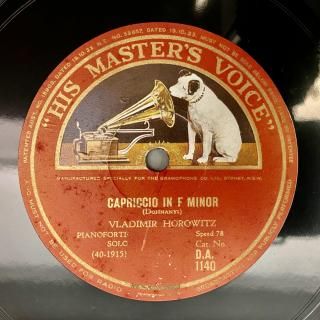 "HIS MASTER'S VOICE"
MANUFACTURED SPECIALLY FOR THE GRAMOPHONE CO. LTD., SYDNEY, N.S.W.
CAPRICCIO IN F MINOR
(Dohnanyi)
VLADIMIR HOROWITZ
PIANOFORTE
SOLO
(40-1915)
Speed 78
Cat. No.
D.A.
1140